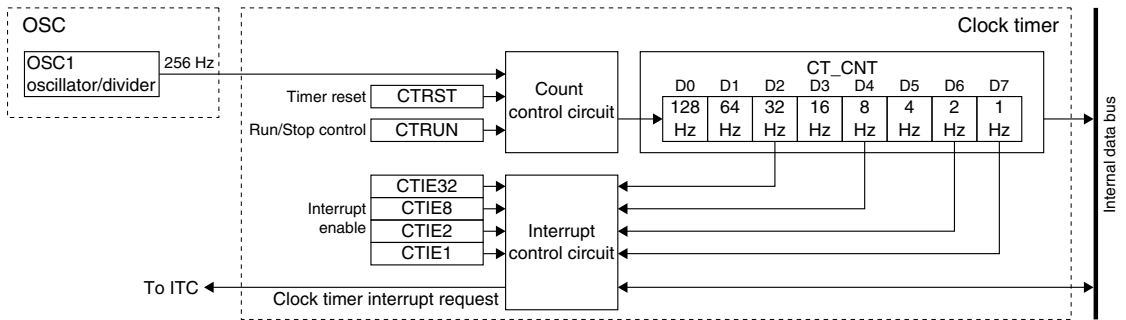 OSC
Clock timer
OSC1
oscillator/divider
256 Hz
Timer reset
CTRST
Run/Stop control
CTRUN
Count
control circuit
CT_CNT
D0 D1 D2 D3 D4 D5 D6 D7
128 64 32 16 8 4 2 1
Hz Hz Hz Hz Hz Hz Hz Hz
Internal data bus
Interrupt
enable
CTIE32
CTIE8
CTIE2
CTIE1
Interrupt
control circuit
To ITC
Clock timer interrupt request